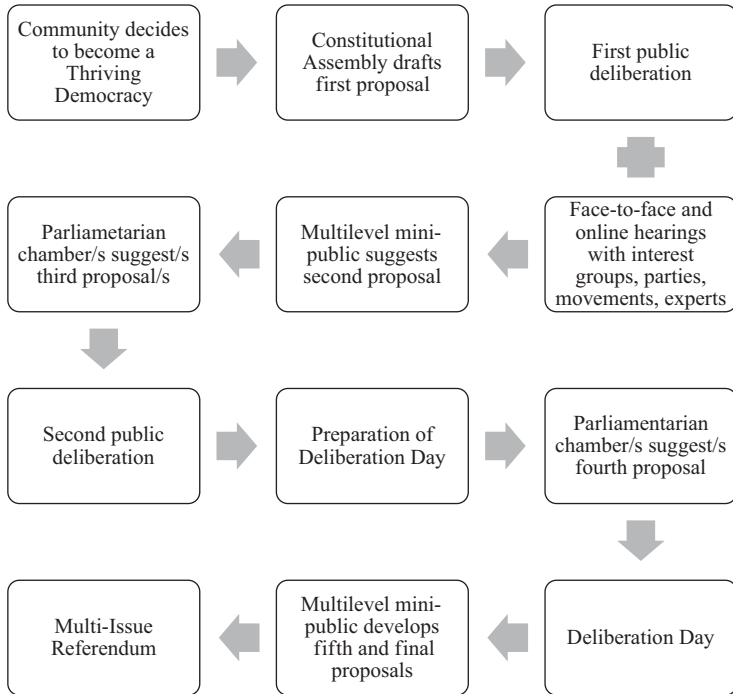 Community decides
to become a
Thriving
Democracy
Constitutional
Assembly drafts
first proposal
First public
deliberation
Face-to-face and
online hearings
with interest
groups, parties,
movements, experts
Multilevel mini-
public suggests
second proposal
Parliametarian
chamber/s suggest/s
third proposal/s
Second public
deliberation
Preparation of
Deliberation Day
Parliamentarian
chamber/s suggest/s
fourth proposal
Deliberation Day
Multilevel mini-
public develops
fifth and final
proposals
Multi-Issue
Referendum